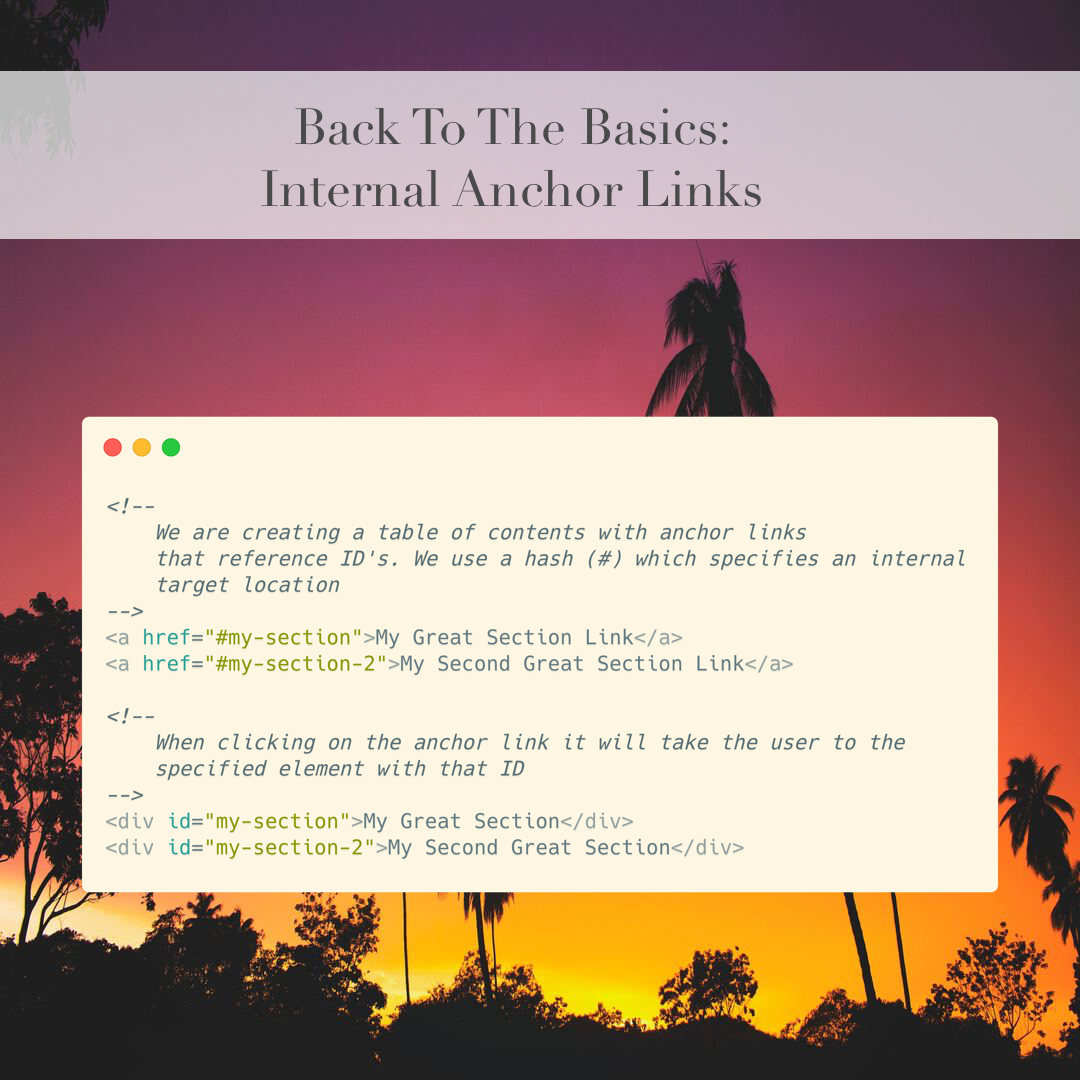 Back To The Basics:
Internal Anchor Links
<!--
    We are creating a table of contents with anchor links
    that reference ID's. We use a hash (#) which specifies an internal
    target location
-->
<a href="#my-section">My Great Section Link</a>
<a href="#my-section-2">My Second Great Section Link</a>

<!--
    When clicking on the anchor link it will take the user to the
    specified element with that ID
-->
<div id="my-section">My Great Section</div>
<div id="my-section-2">My Second Great Section</div>